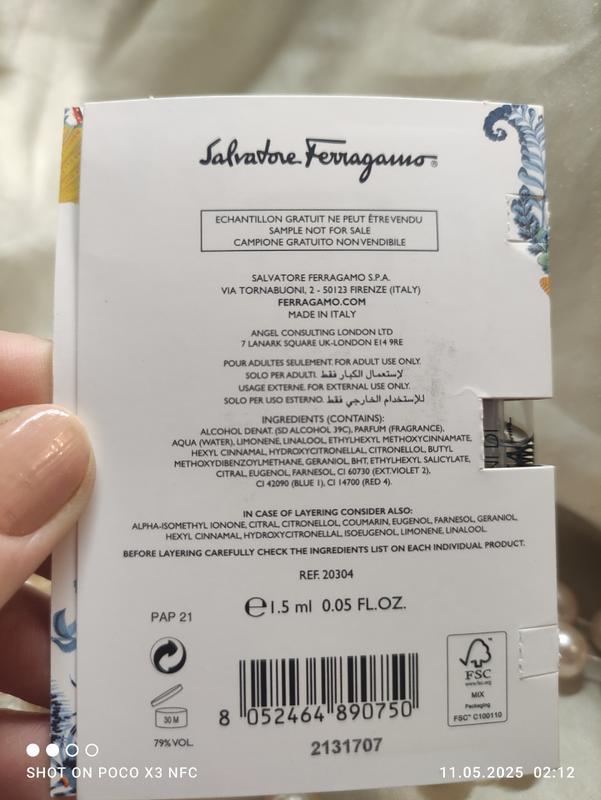 Salvatore Ferragamo®
ECHANTILLON GRATUIT NE PEUT ÊTRE VENDU
SAMPLE NOT FOR SALE
CAMPIONE GRATUITO NON VENDIBILE
SALVATORE FERRAGAMO S.P.A.
VIA TORNABUONI, 2 - 50123 FIRENZE (ITALY)
FERRAGAMO.COM
MADE IN ITALY
ANGEL CONSULTING LONDON LTD
7 LANARK SQUARE UK-LONDON E14 9RE
POUR ADULTES SEULEMENT. FOR ADULT USE ONLY.
SOLO PER ADULTI. لإستعمال الكبار فقط
USAGE EXTERNE. FOR EXTERNAL USE ONLY.
SOLO PER USO ESTERNO. للإستخدام الخارجي فقط
INGREDIENTS (CONTAINS):
ALCOHOL DENAT. (SD ALCOHOL 39C), PARFUM (FRAGRANCE),
AQUA (WATER), LIMONENE, LINALOOL, ETHYLHEXYL METHOXYCINNAMATE,
HEXYL CINNAMAL, HYDROXYCITRONELLAL, CITRONELLOL, BUTYL
METHOXYDIBENZOYLMETHANE, GERANIOL, BHT, ETHYLHEXYL SALICYLATE,
CITRAL, EUGENOL, FARNESOL, CI 60730 (EXT.VIOLET 2),
CI 42090 (BLUE 1), CI 14700 (RED 4).
IN CASE OF LAYERING CONSIDER ALSO:
ALPHA-ISOMETHYL IONONE, CITRAL, CITRONELLOL, COUMARIN, EUGENOL, FARNESOL, GERANIOL,
HEXYL CINNAMAL, HYDROXYCITRONELLAL, ISOEUGENOL, LIMONENE, LINALOOL.
BEFORE LAYERING CAREFULLY CHECK THE INGREDIENTS LIST ON EACH INDIVIDUAL PRODUCT.
REF. 20304
℮ 1.5 ml 0.05 FL.OZ.
PAP 21
30 M
79% VOL.
8 052464 890750
2131707
FSC
www.fsc.org
MIX
Packaging
FSC™ C100110
SHOT ON POCO X3 NFC
11.05.2025 02:12